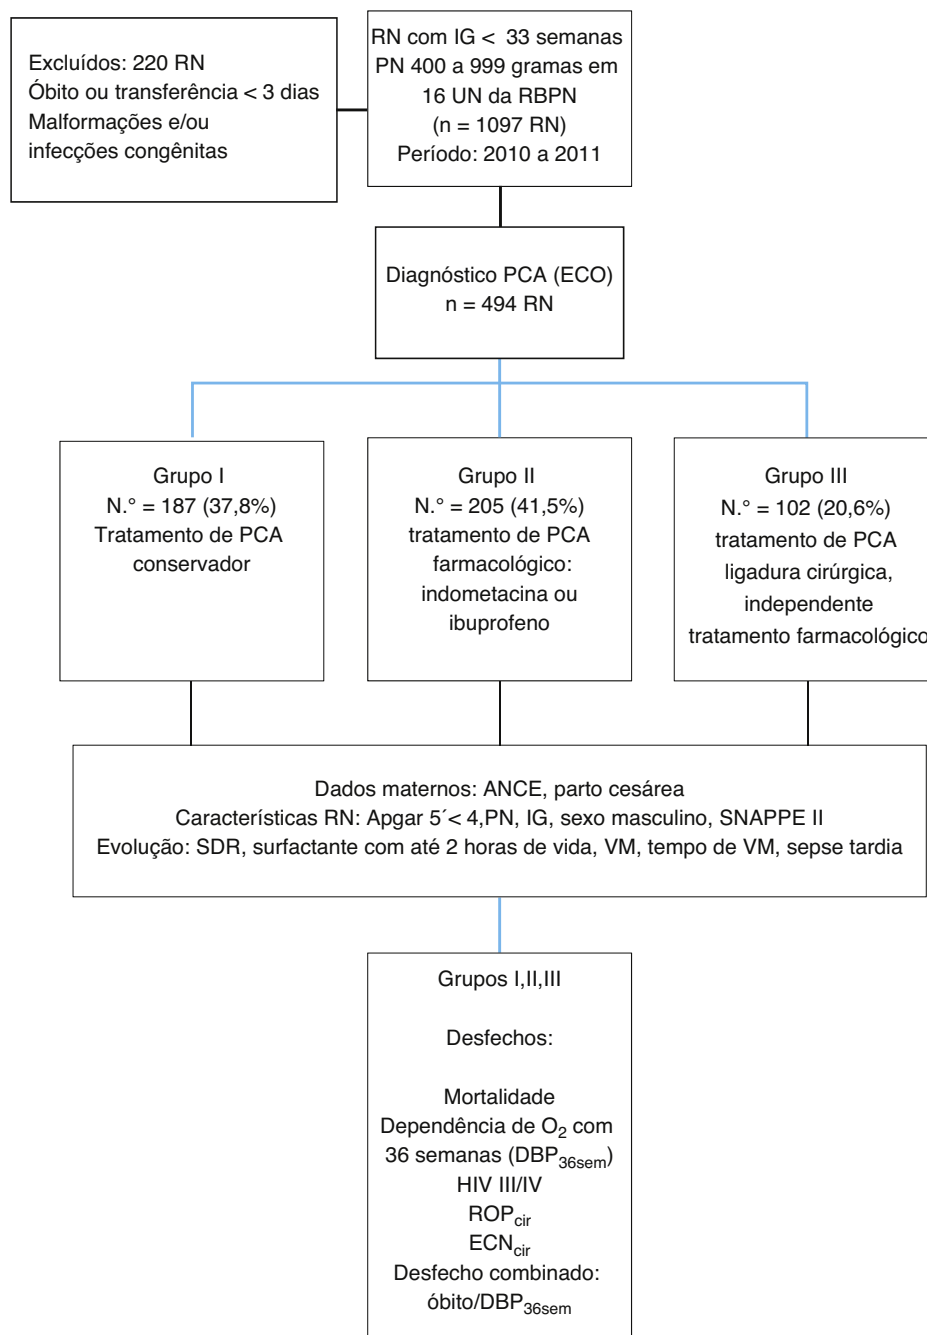 Excluídos: 220 RN
Óbito ou transferência < 3 dias
Malformações e/ou
infecções congênitas
RN com IG < 33 semanas
PN 400 a 999 gramas em
16 UN da RBPN
(n = 1097 RN)
Período: 2010 a 2011
Diagnóstico PCA (ECO)
n = 494 RN
Grupo I
N.° = 187 (37,8%)
Tratamento de PCA
conservador
Grupo II
N.° = 205 (41,5%)
tratamento de PCA
farmacológico:
indometacina ou
ibuprofeno
Grupo III
N.° = 102 (20,6%)
tratamento de PCA
ligadura cirúrgica,
independente
tratamento farmacológico
Dados maternos: ANCE, parto cesárea
Características RN: Apgar 5´< 4,PN, IG, sexo masculino, SNAPPE II
Evolução: SDR, surfactante com até 2 horas de vida, VM, tempo de VM, sepse tardia
Grupos I,II,III
Desfechos:
Mortalidade
Dependência de O2 com
36 semanas (DBP36sem)
HIV III/IV
ROPcir
ECNcir
Desfecho combinado:
óbito/DBP36sem